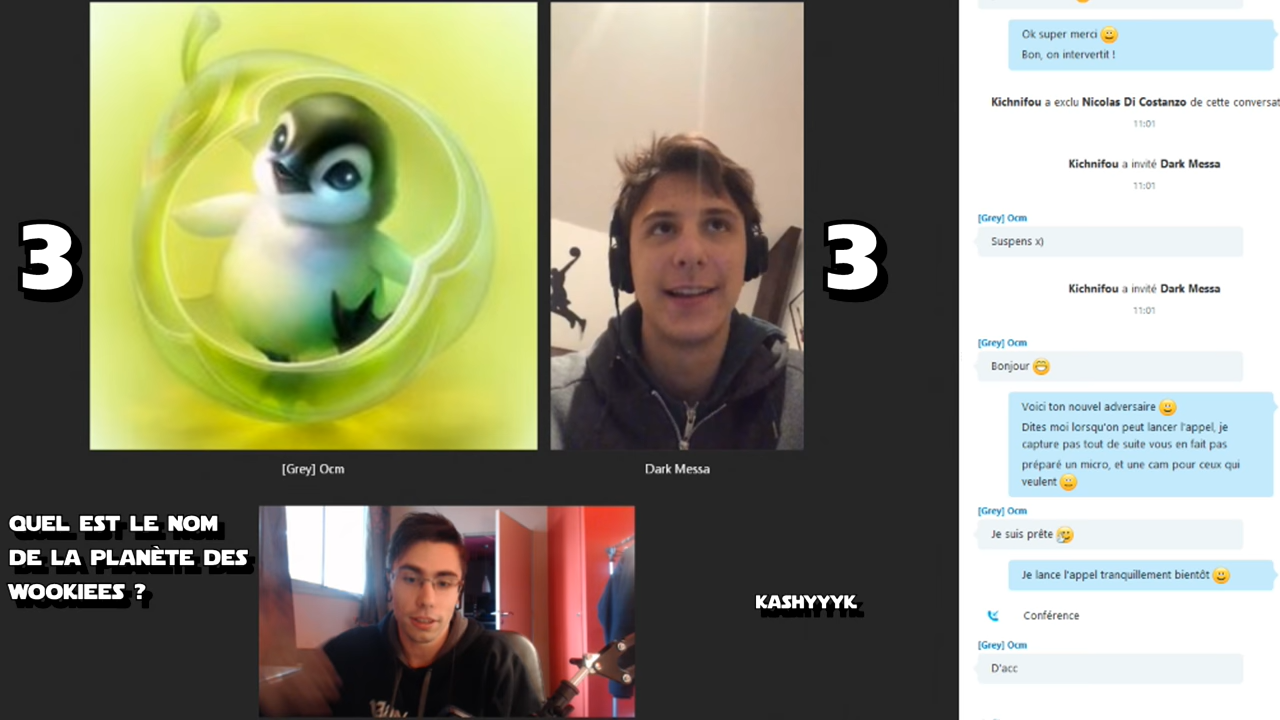 3
3
[Grey] Ocm
Dark Messa
QUEL EST LE NOM
DE LA PLANÈTE DES
WOOKIEES ?
KASHYYYK
Ok super merci
Bon, on intervertit !
Kichnifou a exclu Nicolas Di Costanzo de cette conversat
11:01
Kichnifou a invité Dark Messa
11:01
[Grey] Ocm
Suspens x)
Kichnifou a invité Dark Messa
11:01
[Grey] Ocm
Bonjour
Voici ton nouvel adversaire
Dites moi lorsqu'on peut lancer l'appel, je
capture pas tout de suite vous en fait pas
préparé un micro, et une cam pour ceux qui
veulent
[Grey] Ocm
Je suis prête
Je lance l'appel tranquillement bientôt
Conférence
[Grey] Ocm
D'acc